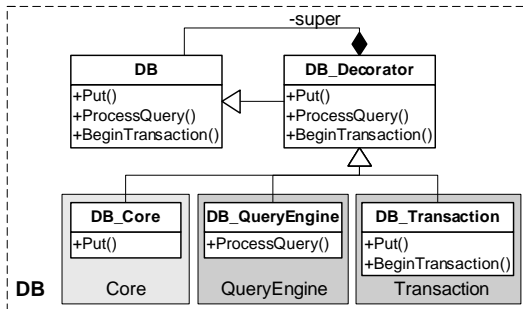 -super
DB
+Put()
+ProcessQuery()
+BeginTransaction()
DB_Decorator
+Put()
+ProcessQuery()
+BeginTransaction()
DB_Core
+Put()
Core
DB_QueryEngine
+ProcessQuery()
QueryEngine
DB_Transaction
+Put()
+BeginTransaction()
Transaction
DB